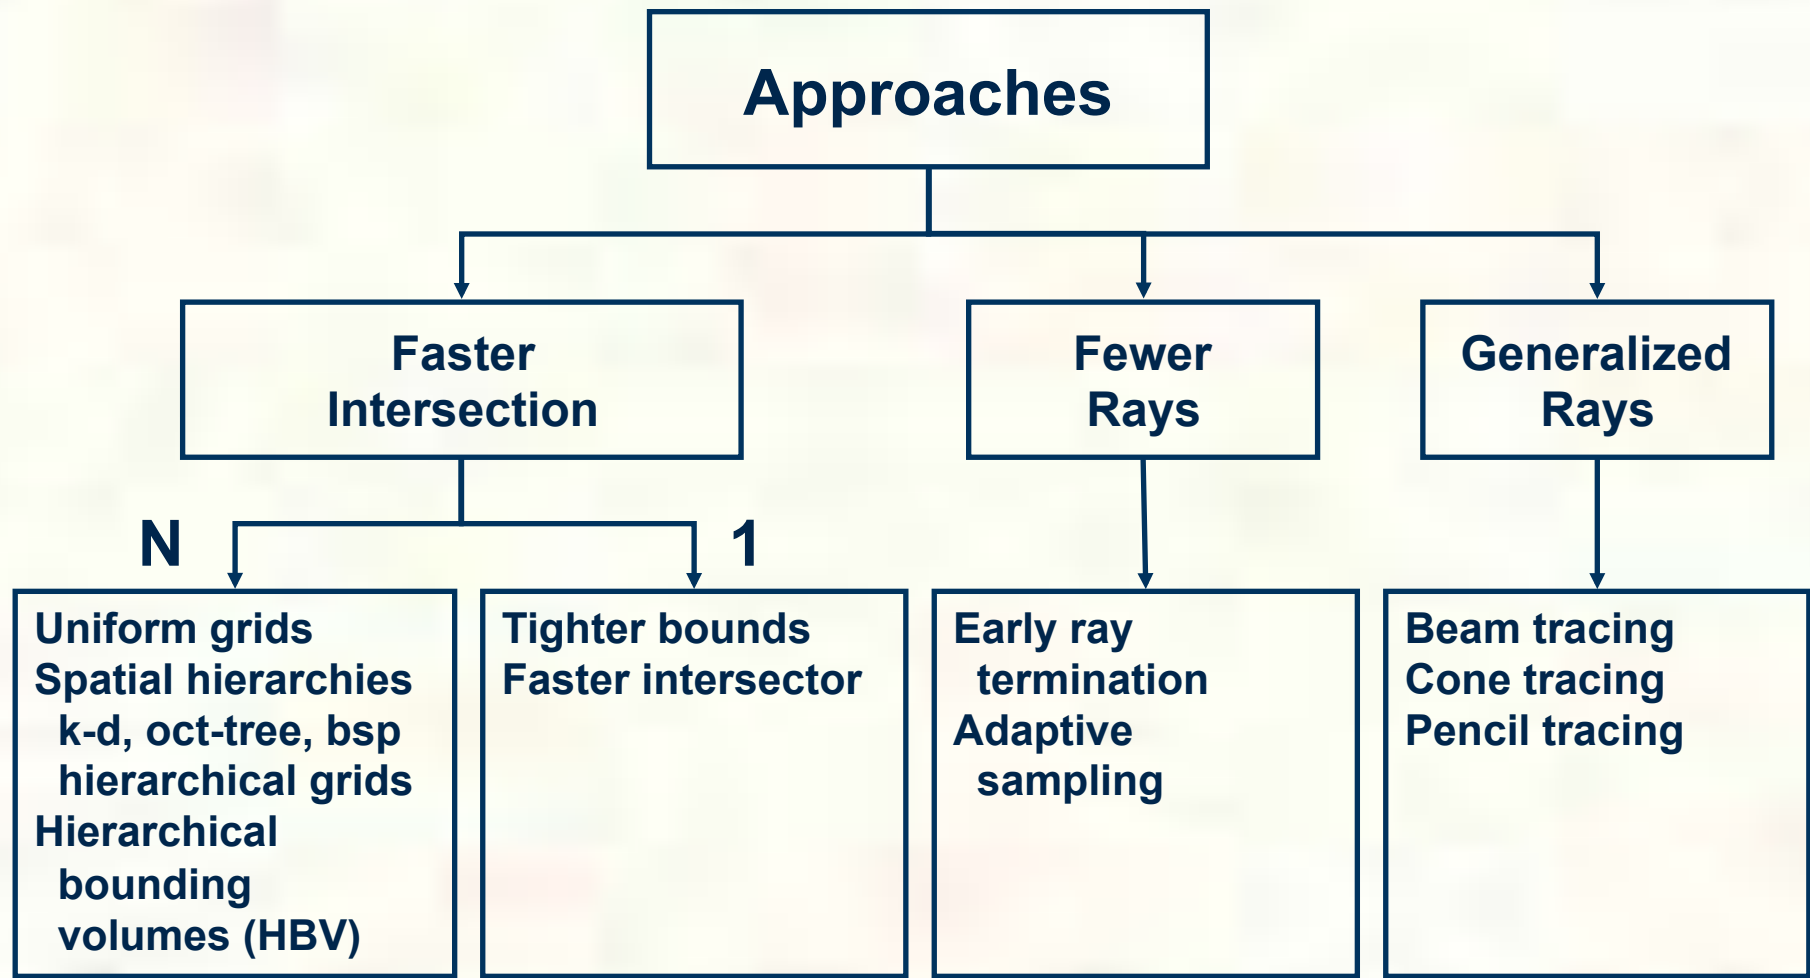 Approaches
Faster
Intersection
Fewer
Rays
Generalized
Rays
N
1
Uniform grids
Spatial hierarchies
k-d, oct-tree, bsp
hierarchical grids
Hierarchical
bounding
volumes (HBV)
Tighter bounds
Faster intersector
Early ray
termination
Adaptive
sampling
Beam tracing
Cone tracing
Pencil tracing